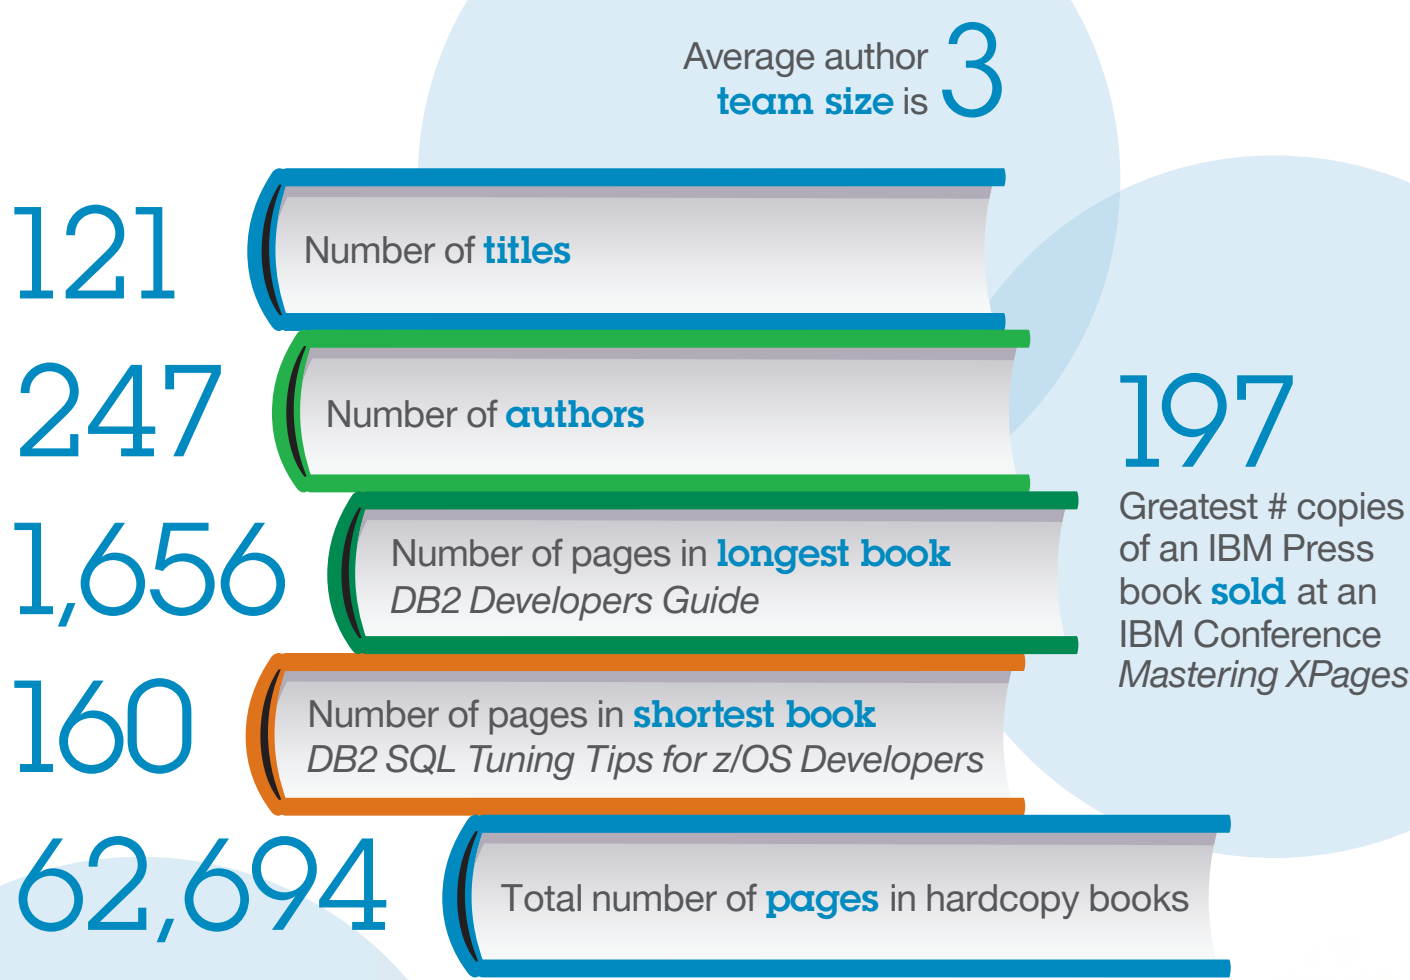 Average author
team size is 3
121
Number of titles
247
Number of authors
1,656
Number of pages in longest book
DB2 Developers Guide
160
Number of pages in shortest book
DB2 SQL Tuning Tips for z/OS Developers
62,694
Total number of pages in hardcopy books
197
Greatest # copies
of an IBM Press
book sold at an
IBM Conference
Mastering XPages